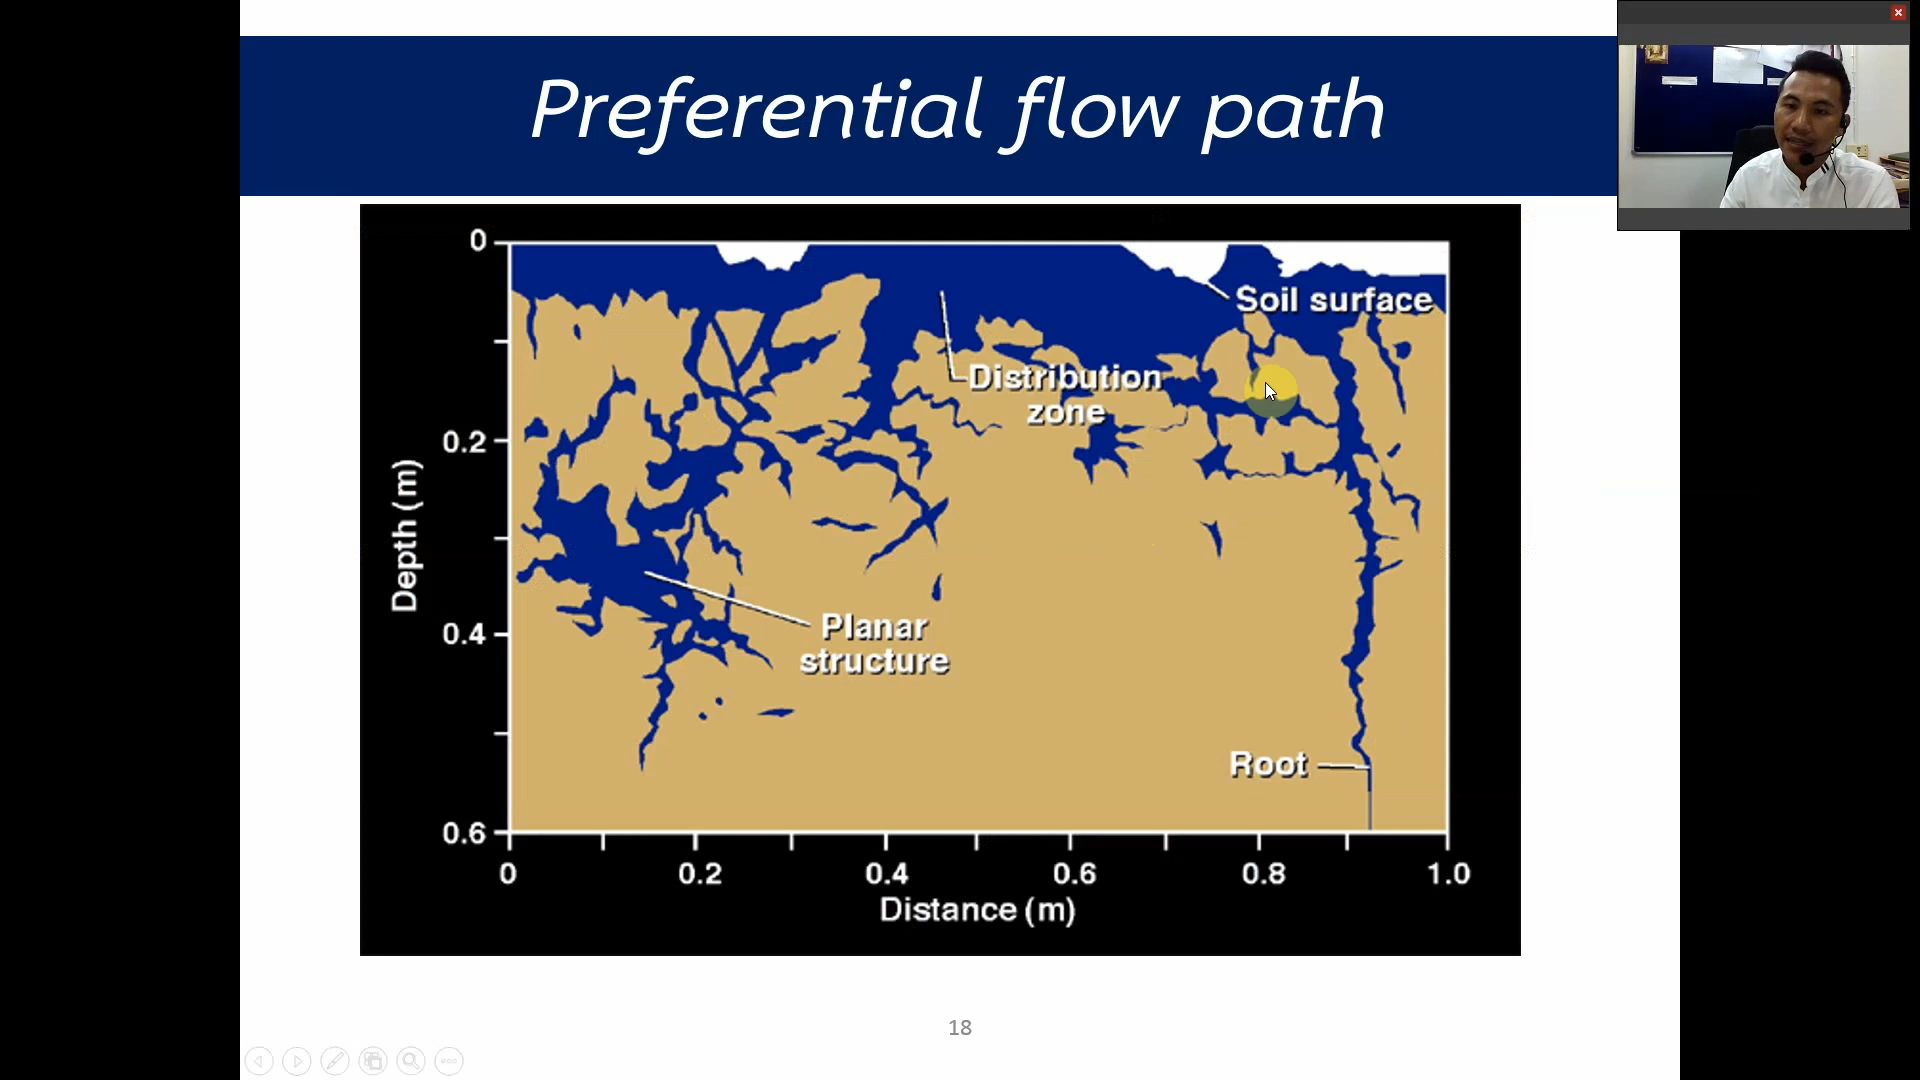 Preferential flow path
0
Soil surface
Distribution
zone
0.2
Depth (m)
0.4
Planar
structure
Root
0.6
0
0.2
0.4
0.6
0.8
1.0
Distance (m)
18